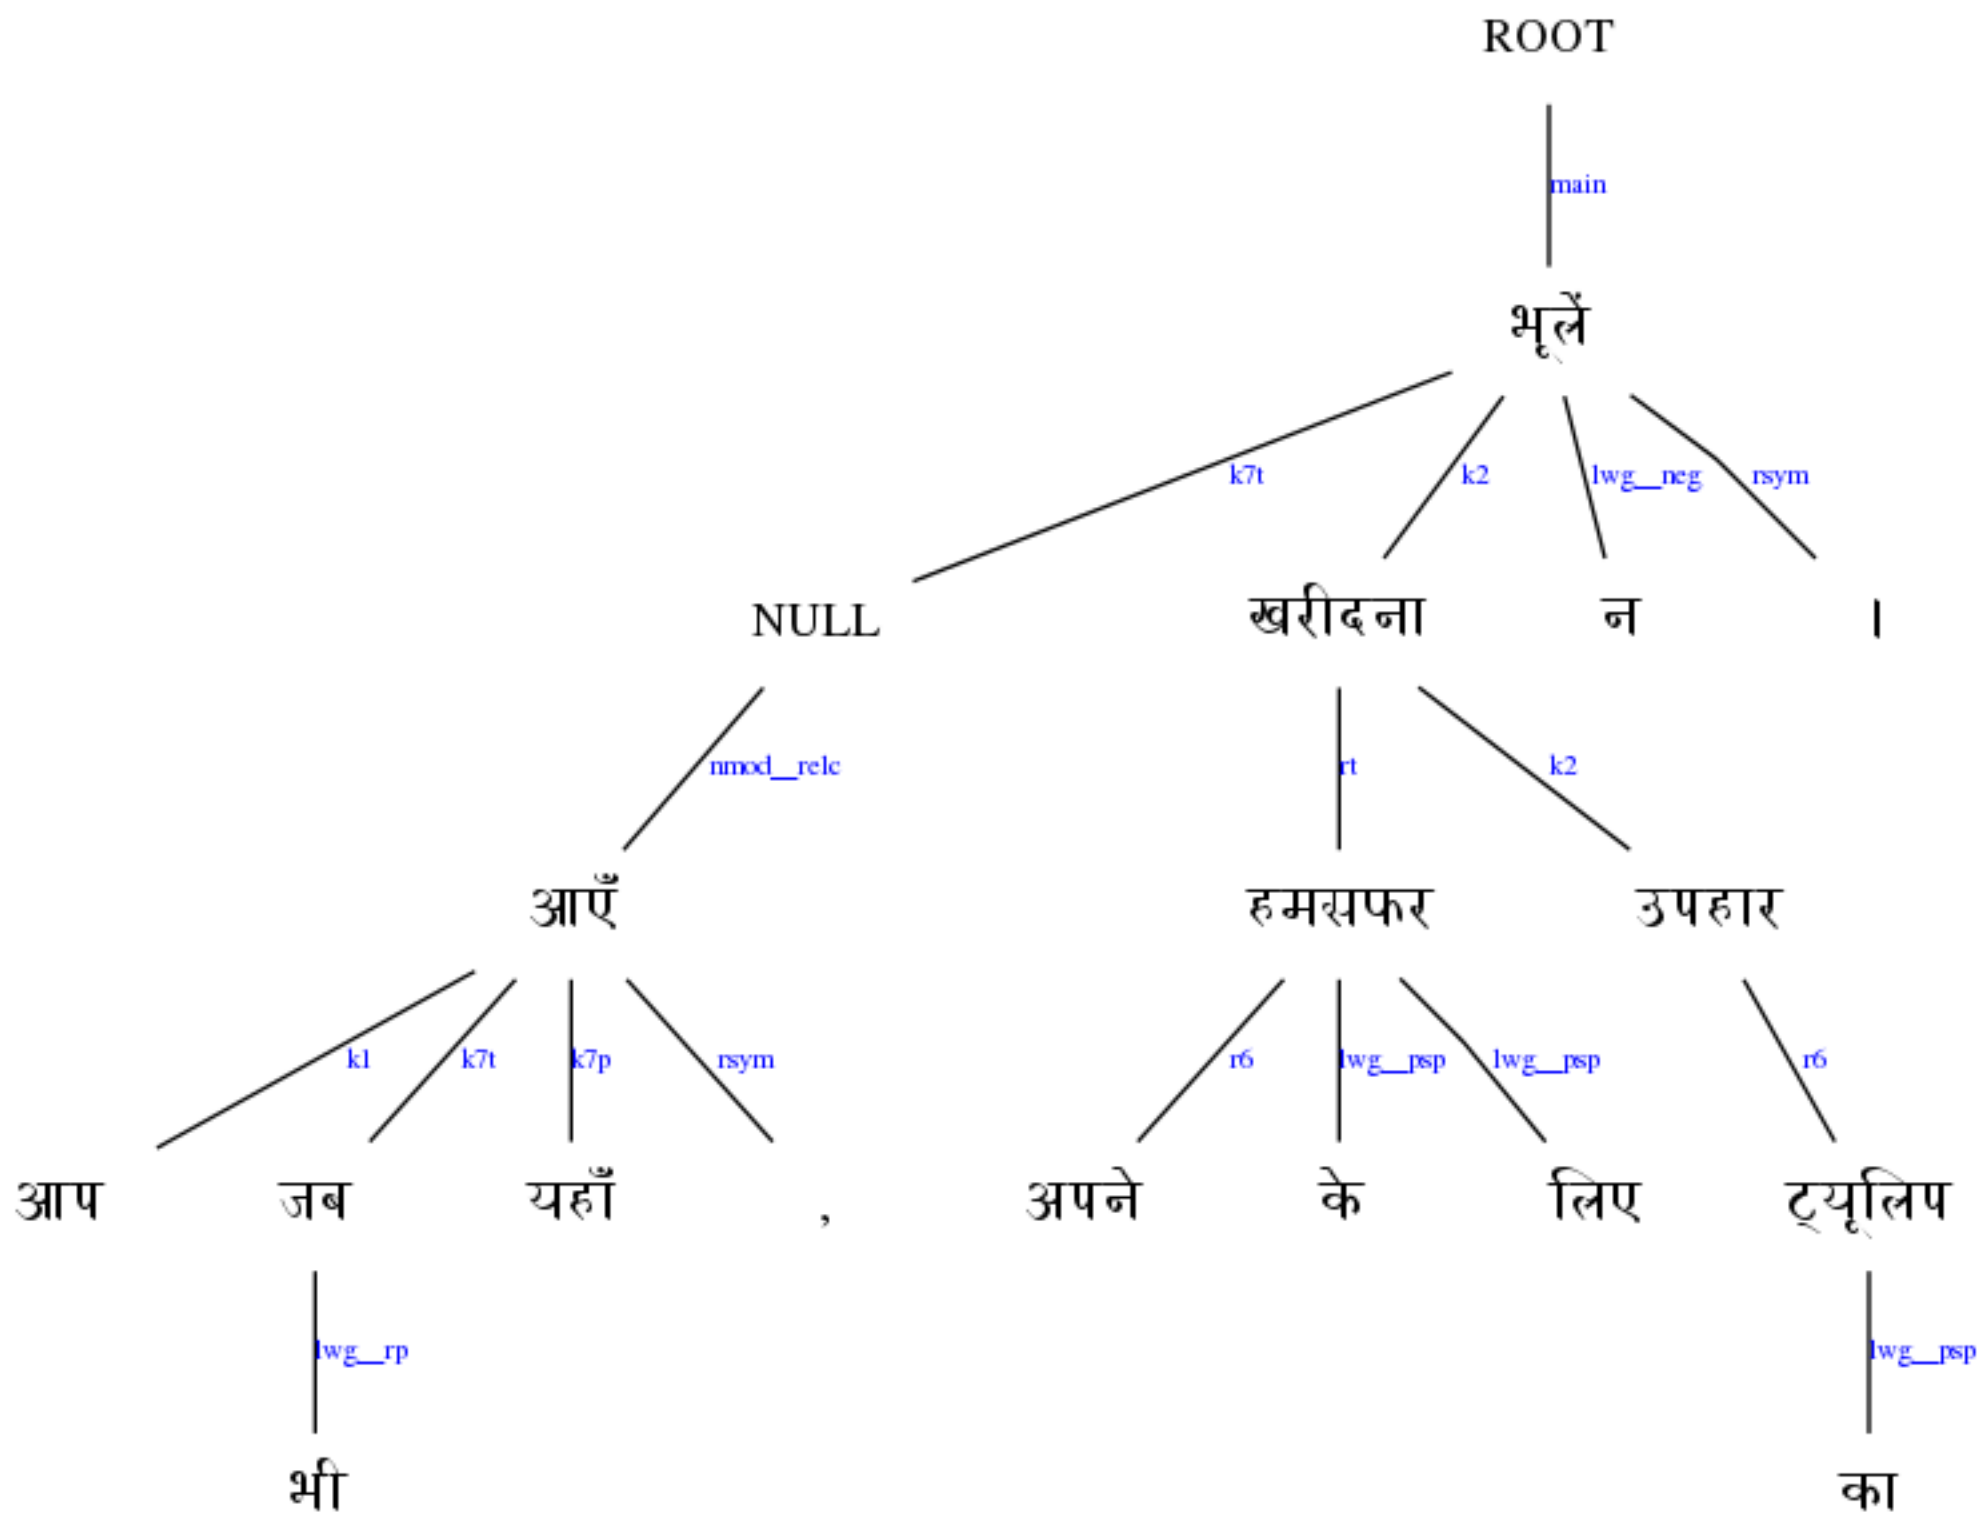 ROOT
main
भूलें
k7t k2 lwg__neg rsym
NULL खरीदना न ।
nmod__relc rt k2
आएँ हमसफर उपहार
k1 k7t k7p rsym r6 lwg__psp lwg__psp r6
आप जब यहाँ , अपने के लिए ट्यूलिप
lwg__rp lwg__psp
भी का